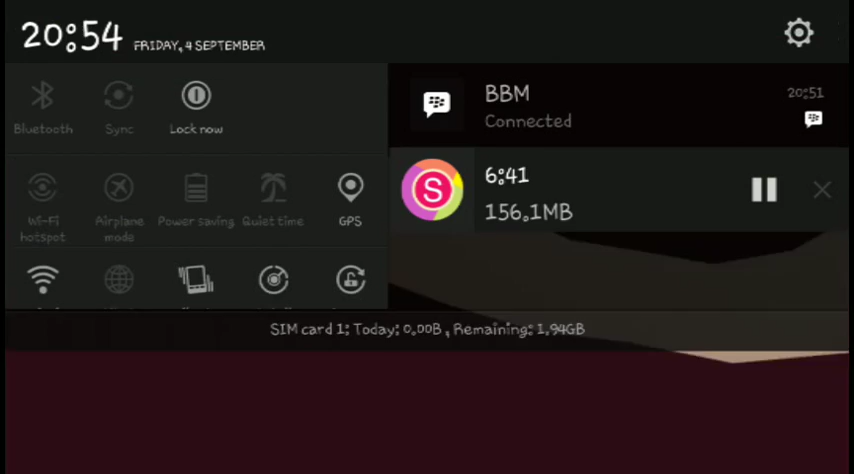 20:54 FRIDAY, 4 SEPTEMBER
Bluetooth Sync Lock now
BBM 20:51
Connected
S 6:41
156.1MB
Wi-Fi hotspot Airplane mode Power saving Quiet time GPS
SIM card 1: Today: 0.00B , Remaining: 1.94GB